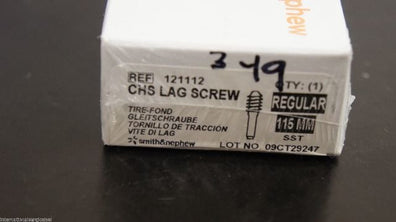 nephew
3 49
REF 121112 QTY: (1)
CHS LAG SCREW REGULAR
TIRE-FOND 115 MM
GLEITSCHRAUBE SST
TORNILLO DE TRACCION
VITE DI LAG
smith&nephew LOT NO 09CT29247